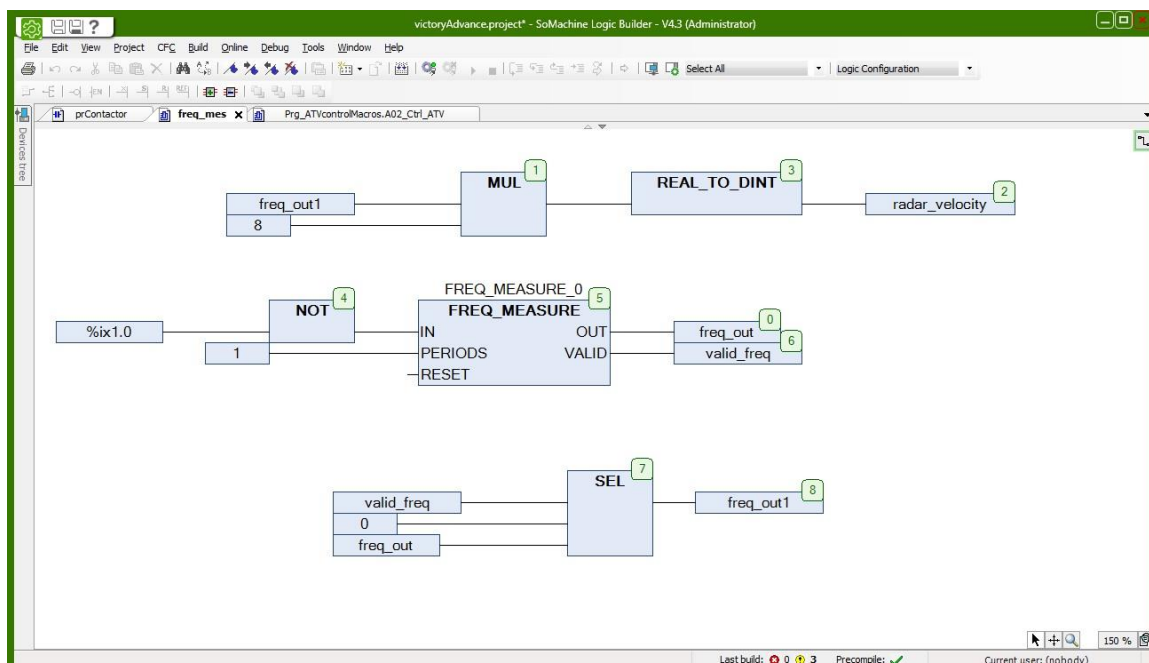 ?
victoryAdvance.project* - SoMachine Logic Builder - V4.3 (Administrator)
File Edit View Project CFC Build Online Debug Tools Window Help
Select All Logic Configuration
prContactor freq_mes X Prg_ATVcontrolMacros.A02_Ctrl_ATV
Devices tree
MUL 1
REAL_TO_DINT 3
freq_out1
8
radar_velocity 2
NOT 4
FREQ_MEASURE_0
FREQ_MEASURE 5
%ix1.0
IN OUT
freq_out 0
1
PERIODS VALID
valid_freq 6
RESET
SEL 7
valid_freq
0
freq_out
freq_out1 8
150 %
Last build: 0 3 Precompile: Current user: (nobody)